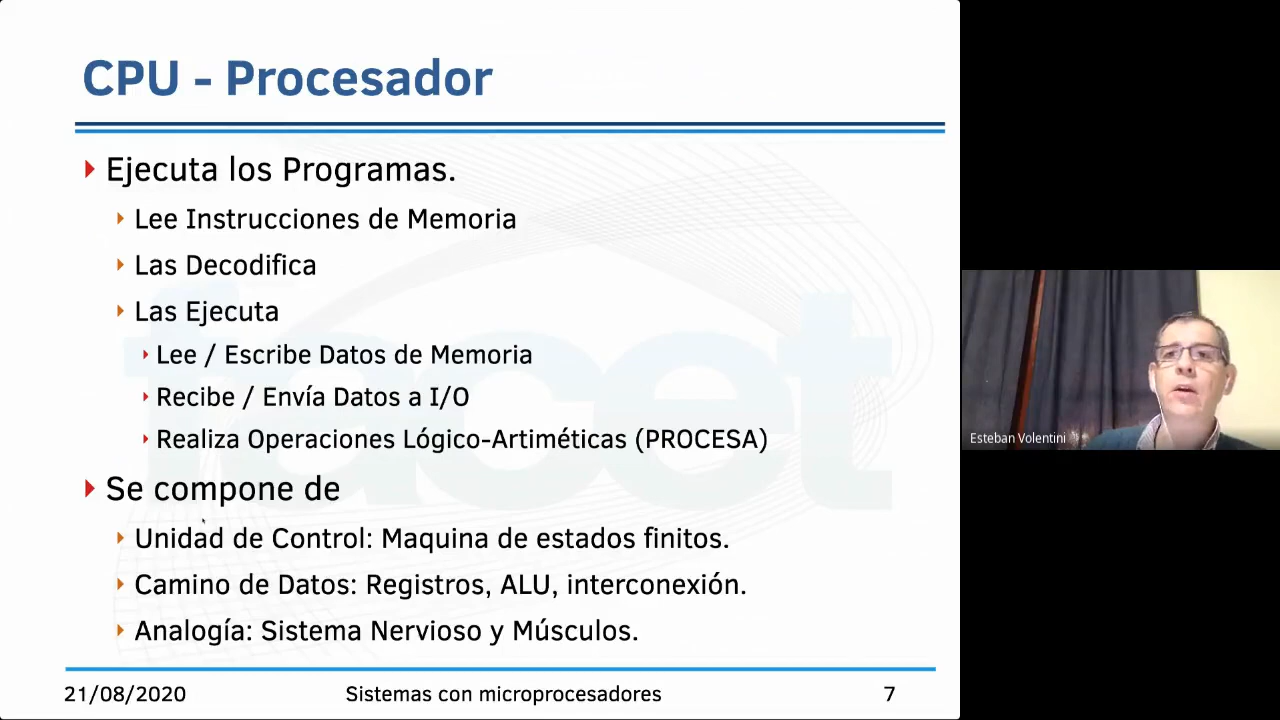 CPU - Procesador
Ejecuta los Programas.
Lee Instrucciones de Memoria
Las Decodifica
Las Ejecuta
Lee / Escribe Datos de Memoria
Recibe / Envía Datos a I/O
Realiza Operaciones Lógico-Artiméticas (PROCESA)
Se compone de
Unidad de Control: Maquina de estados finitos.
Camino de Datos: Registros, ALU, interconexión.
Analogía: Sistema Nervioso y Músculos.
21/08/2020 Sistemas con microprocesadores 7
facet
Esteban Volentini